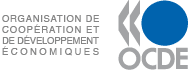 ORGANISATION DE
COOPÉRATION ET
DE DÉVELOPPEMENT
ÉCONOMIQUES
OCDE